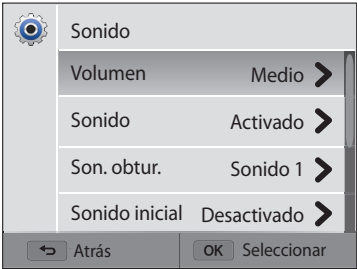 Sonido
Volumen Medio
Sonido Activado
Son. obtur. Sonido 1
Sonido inicial Desactivado
Atrás OK Seleccionar